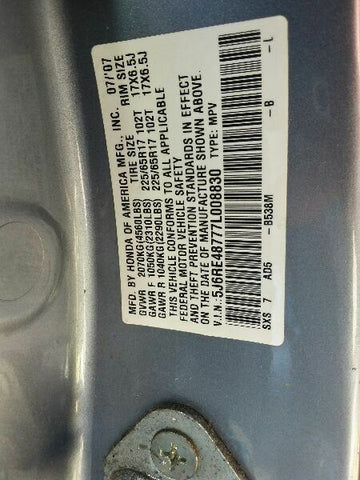 MFD. BY HONDA OF AMERICA MFG., INC. 07/'07
TIRE SIZE RIM SIZE
GVWR 2070KG(4560LBS)
GAWR F 1050KG(2310LBS) 225/65R17 102T 17X6.5J
GAWR R 1040KG(2290LBS) 225/65R17 102T 17X6.5J
THIS VEHICLE CONFORMS TO ALL APPLICABLE
FEDERAL MOTOR VEHICLE SAFETY
AND THEFT PREVENTION STANDARDS IN EFFECT
ON THE DATE OF MANUFACTURE SHOWN ABOVE.
V.I.N.: 5J6RE48777L008830 TYPE: MPV
SXS 7 AD5 -B -L
-B538M